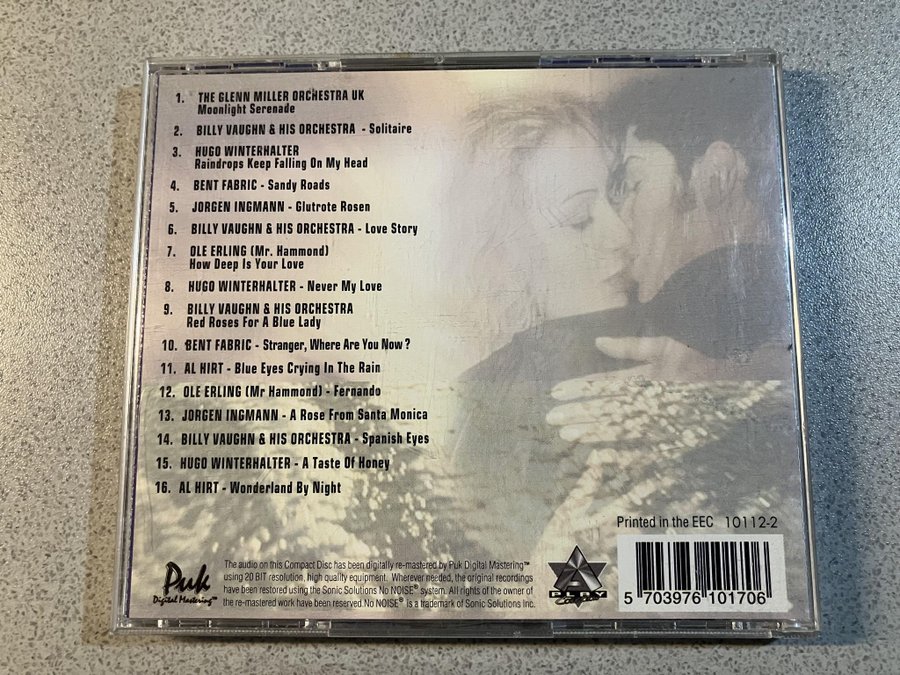 1. THE GLENN MILLER ORCHESTRA UK
Moonlight Serenade
2. BILLY VAUGHN & HIS ORCHESTRA - Solitaire
3. HUGO WINTERHALTER
Raindrops Keep Falling On My Head
4. BENT FABRIC - Sandy Roads
5. JORGEN INGMANN - Glutrote Rosen
6. BILLY VAUGHN & HIS ORCHESTRA - Love Story
7. OLE ERLING (Mr. Hammond)
How Deep Is Your Love
8. HUGO WINTERHALTER - Never My Love
9. BILLY VAUGHN & HIS ORCHESTRA
Red Roses For A Blue Lady
10. BENT FABRIC - Stranger, Where Are You Now ?
11. AL HIRT - Blue Eyes Crying In The Rain
12. OLE ERLING (Mr Hammond) - Fernando
13. JORGEN INGMANN - A Rose From Santa Monica
14. BILLY VAUGHN & HIS ORCHESTRA - Spanish Eyes
15. HUGO WINTERHALTER - A Taste Of Honey
16. AL HIRT - Wonderland By Night
Printed in the EEC 10112-2
Puk
Digital Mastering™
The audio on this Compact Disc has been digitally re-mastered by Puk Digital Mastering™
using 20 BIT resolution, high quality equipment. Wherever needed, the original recordings
have been restored using the Sonic Solutions No NOISE® system. All rights of the owner of
the re-mastered work have been reserved. No NOISE® is a trademark of Sonic Solutions Inc.
A
PLAY
5 703976 101706